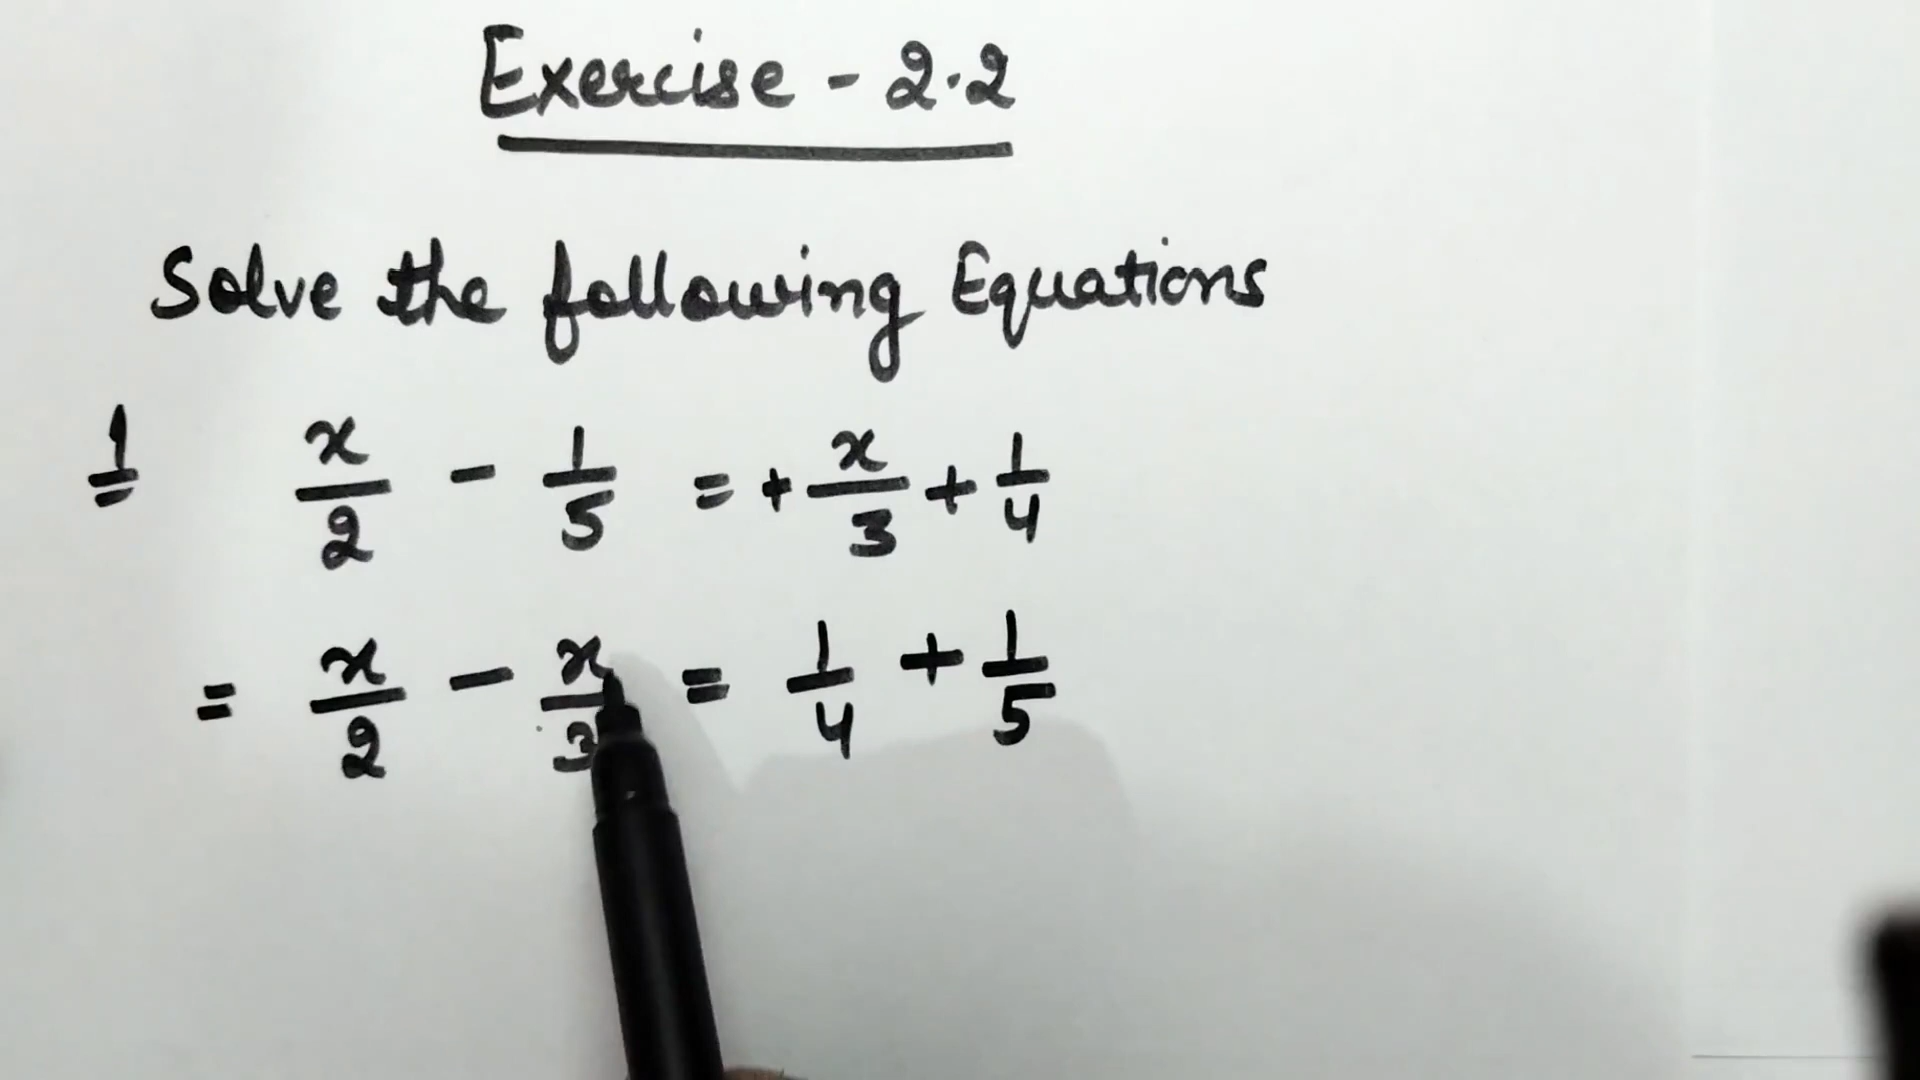 Exercise - 2.2
Solve the following Equations
1 x/2 - 1/5 = + x/3 + 1/4
= x/2 - x/3 = 1/4 + 1/5